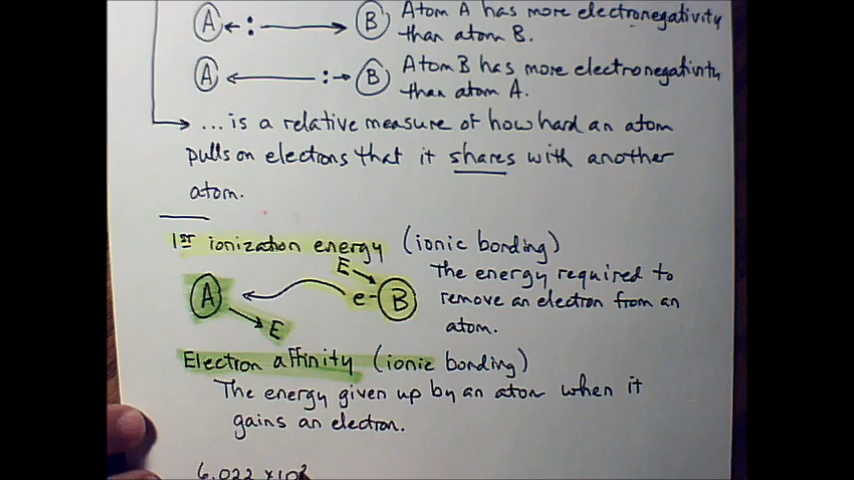 A ← : → B Atom A has more electronegativity
than atom B.
A ← : → B Atom B has more electronegativity
than atom A.
... is a relative measure of how hard an atom
pulls on electrons that it shares with another
atom.
1ST ionization energy (ionic bonding)
E
The energy required to
A e- B remove an electron from an
atom.
E
Electron affinity (ionic bonding)
The energy given up by an atom when it
gains an electron.
6.022 x 10